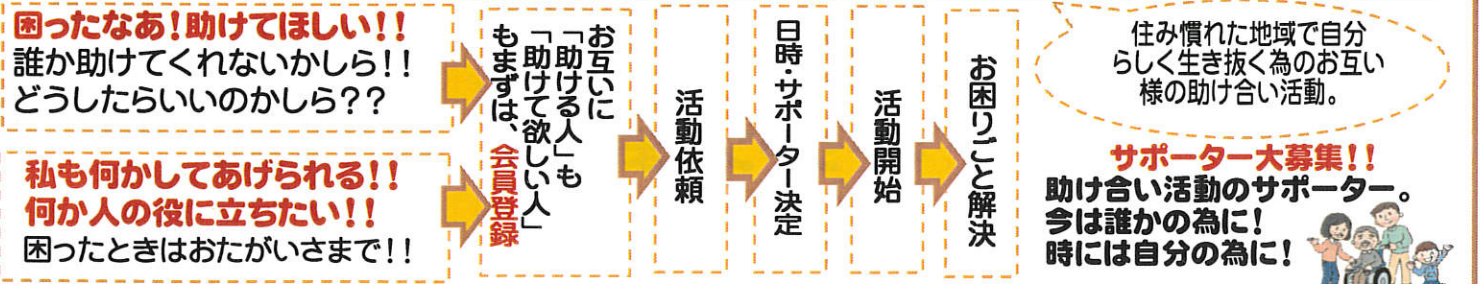 困ったなあ!助けてほしい!!
誰か助けてくれないかしら!!
どうしたらいいのかしら??
私も何かしてあげられる!!
何か人の役に立ちたい!!
困ったときはおたがいさまで!!
お互いに
「助ける人」も
「助けて欲しい人」
もまずは、会員登録
活動依頼
日時・サポーター決定
活動開始
お困りごと解決
住み慣れた地域で自分
らしく生き抜く為のお互い
様の助け合い活動。
サポーター大募集!!
助け合い活動のサポーター。
今は誰かの為に!
時には自分の為に!